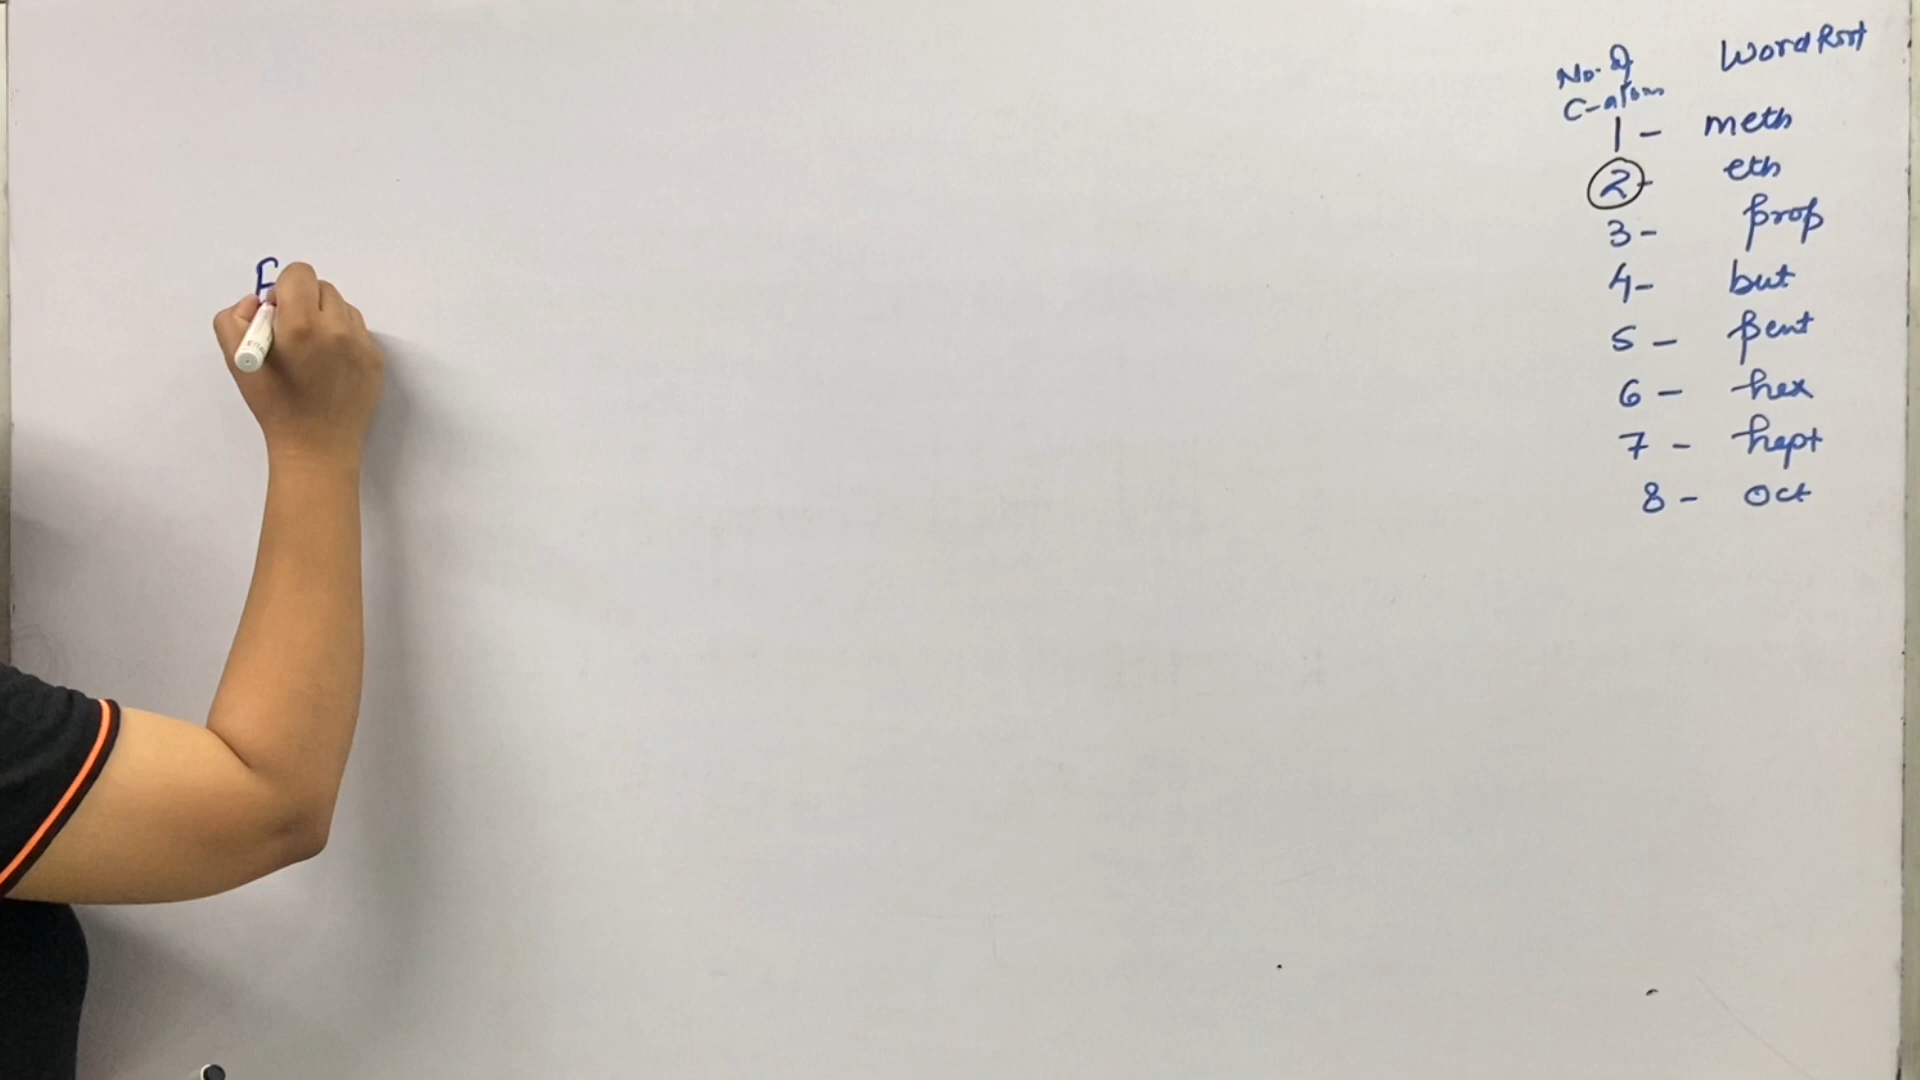 No. of Word Root
C-atoms
1 - meth
2 - eth
3 - prop
4 - but
5 - pent
6 - hex
7 - hept
8 - oct
E